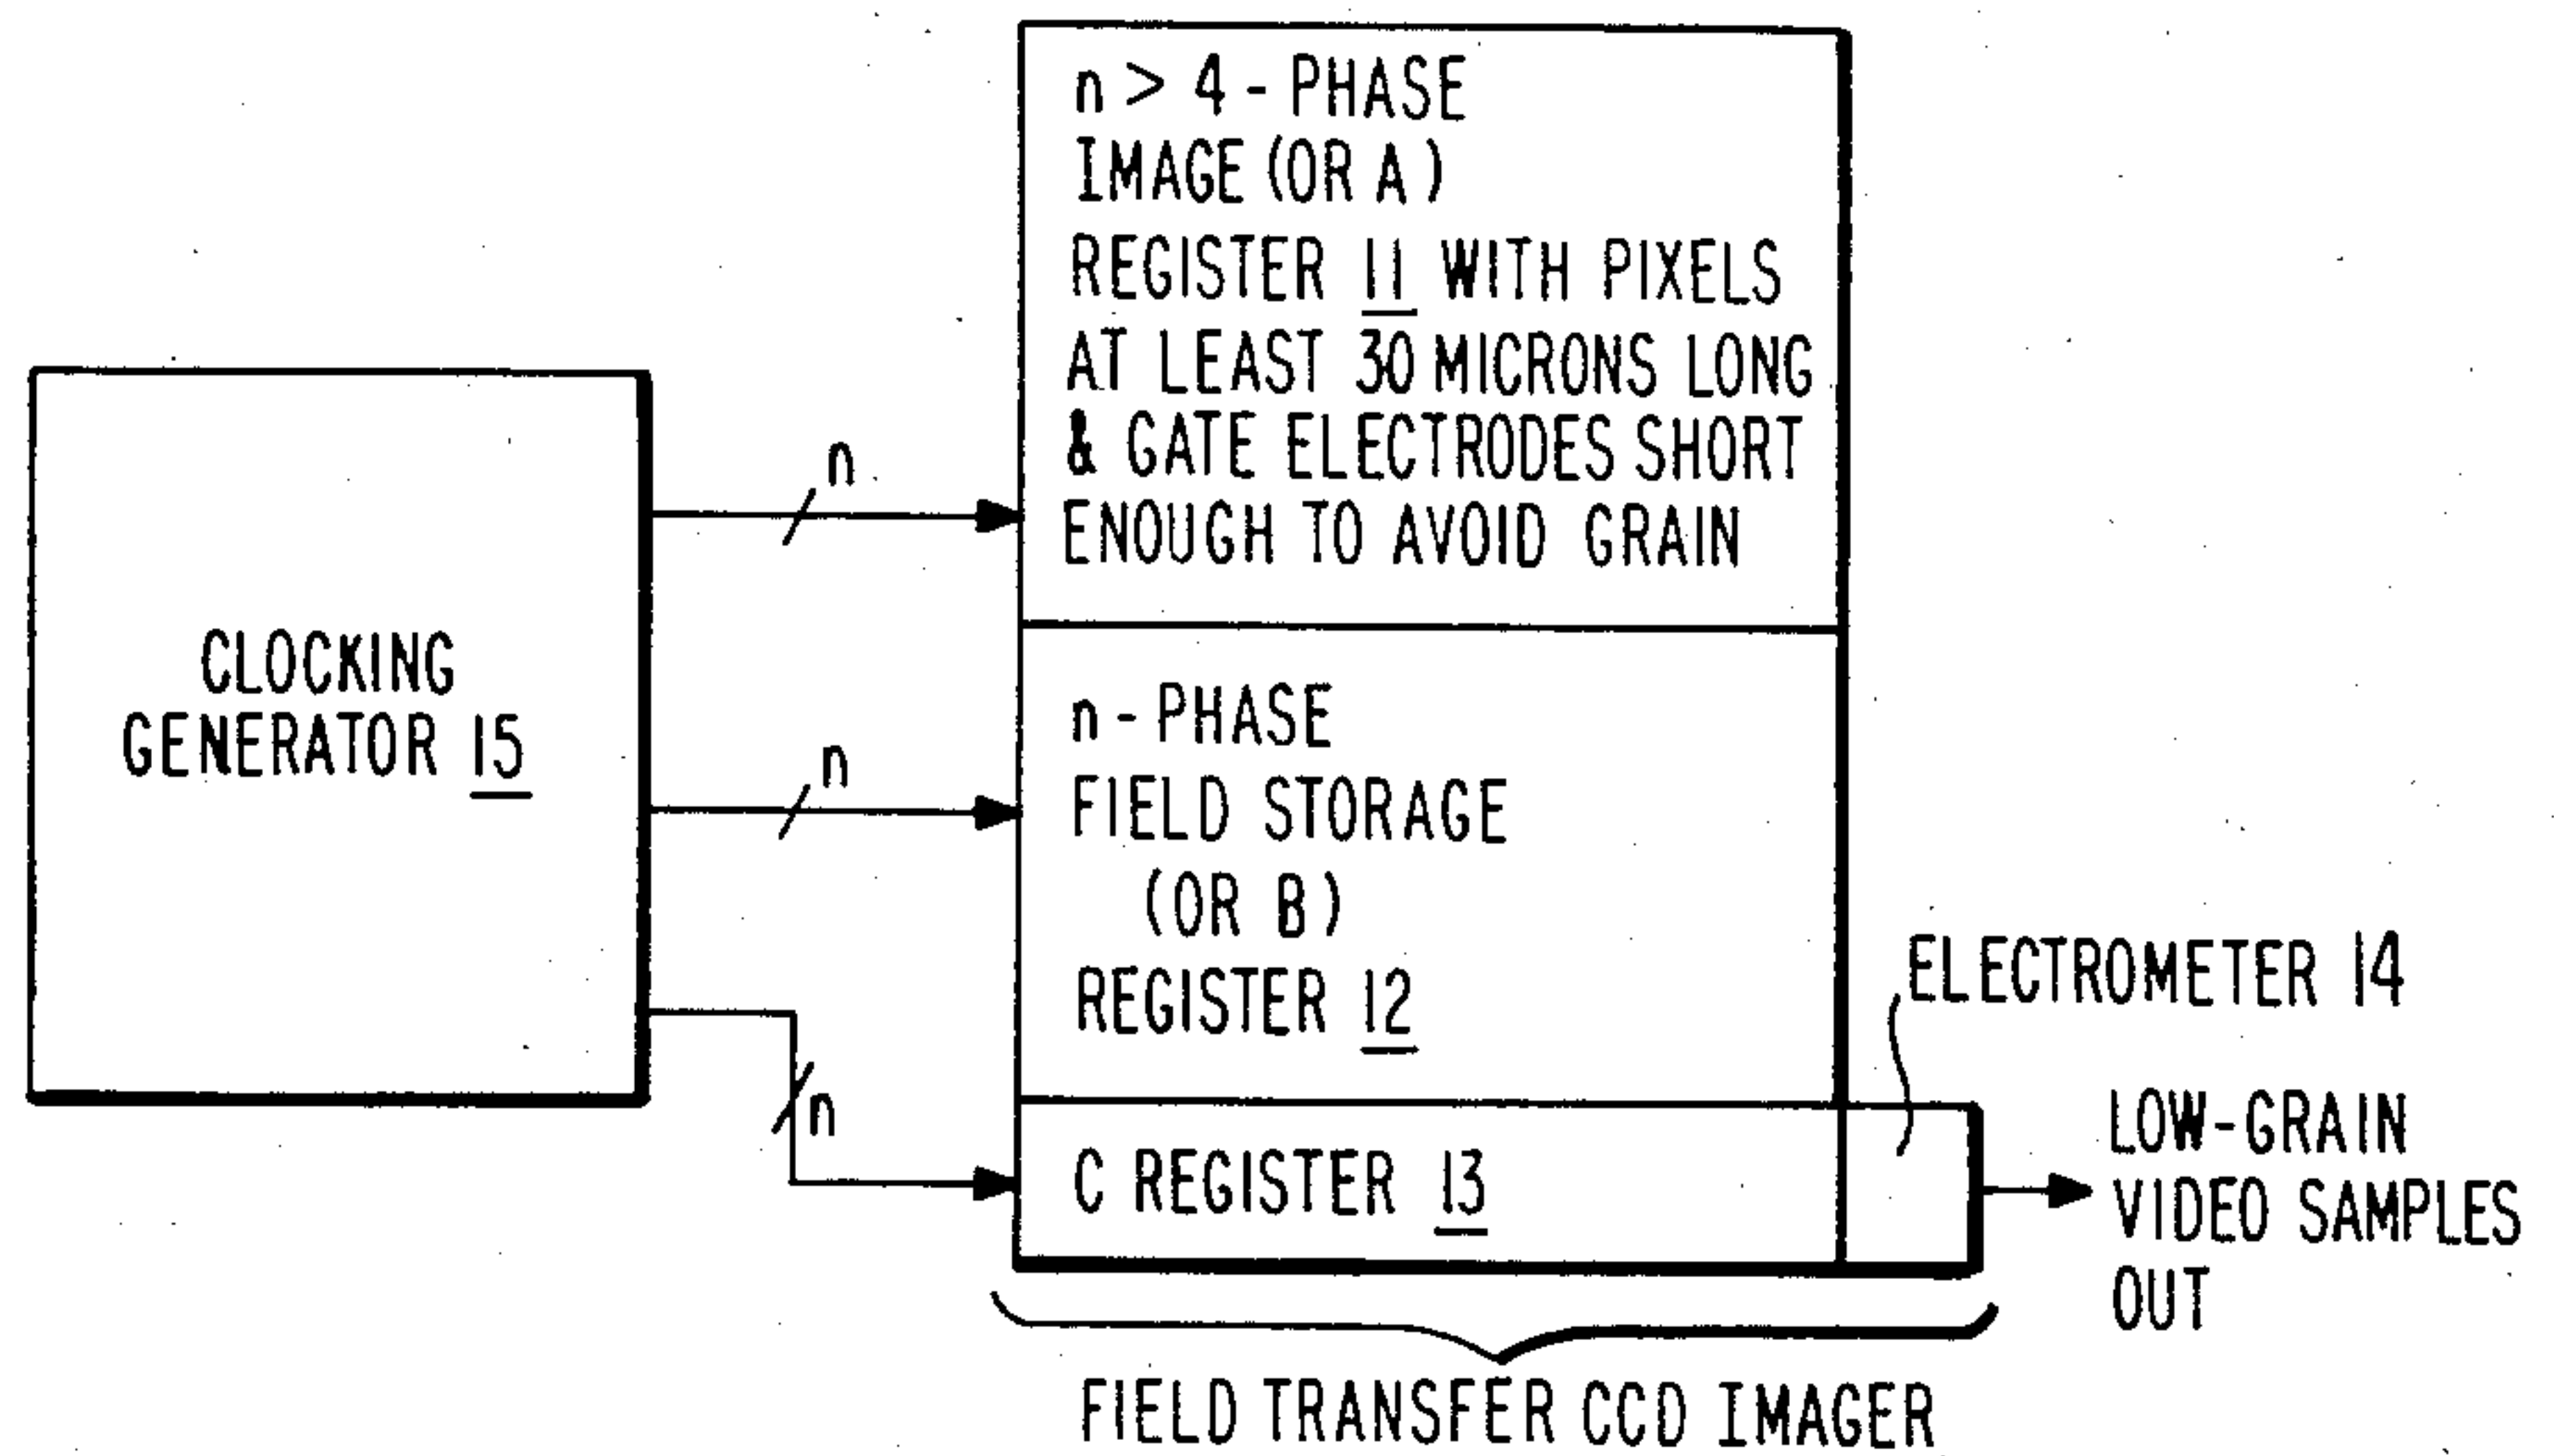 CLOCKING
GENERATOR 15
n
n
n
n > 4 - PHASE
IMAGE (OR A)
REGISTER 11 WITH PIXELS
AT LEAST 30 MICRONS LONG
& GATE ELECTRODES SHORT
ENOUGH TO AVOID GRAIN
n - PHASE
FIELD STORAGE
(OR B)
REGISTER 12
C REGISTER 13
ELECTROMETER 14
LOW-GRAIN
VIDEO SAMPLES
OUT
FIELD TRANSFER CCD IMAGER